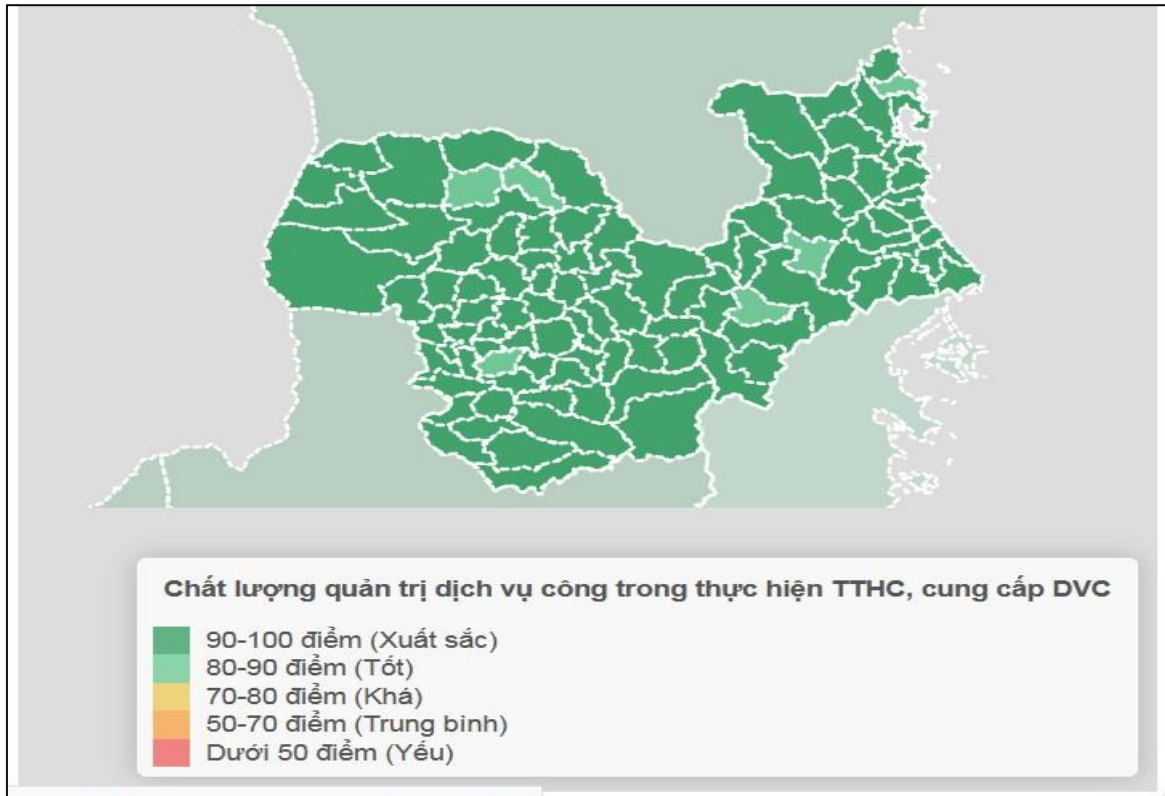 Chất lượng quản trị dịch vụ công trong thực hiện TTHC, cung cấp DVC
90-100 điểm (Xuất sắc)
80-90 điểm (Tốt)
70-80 điểm (Khá)
50-70 điểm (Trung bình)
Dưới 50 điểm (Yếu)